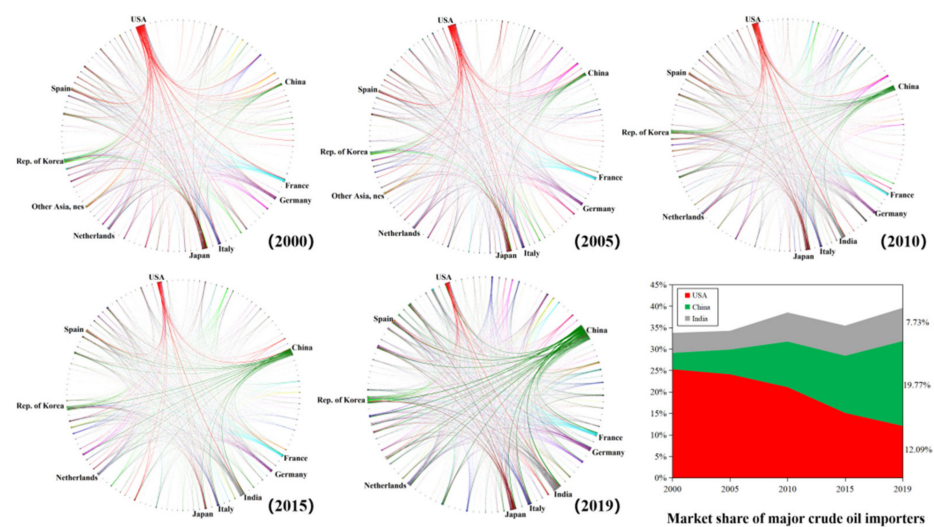 USA
China
Spain
Rep. of Korea
France
Germany
Other Asia, nes
Netherlands
Italy
Japan
(2000)
USA
China
Spain
Rep. of Korea
France
Germany
Other Asia, nes
Netherlands
Italy
Japan
(2005)
USA
Spain
China
Rep. of Korea
France
Germany
Netherlands
India
Italy
Japan
(2010)
USA
Spain
China
Rep. of Korea
France
Germany
Netherlands
India
Italy
Japan
(2015)
USA
China
Spain
Rep. of Korea
France
Germany
Netherlands
India
Italy
Japan
(2019)
45%
40%
35%
30%
25%
20%
15%
10%
5%
0%
USA
China
India
7.73%
19.77%
12.09%
2000 2005 2010 2015 2019
Market share of major crude oil importers